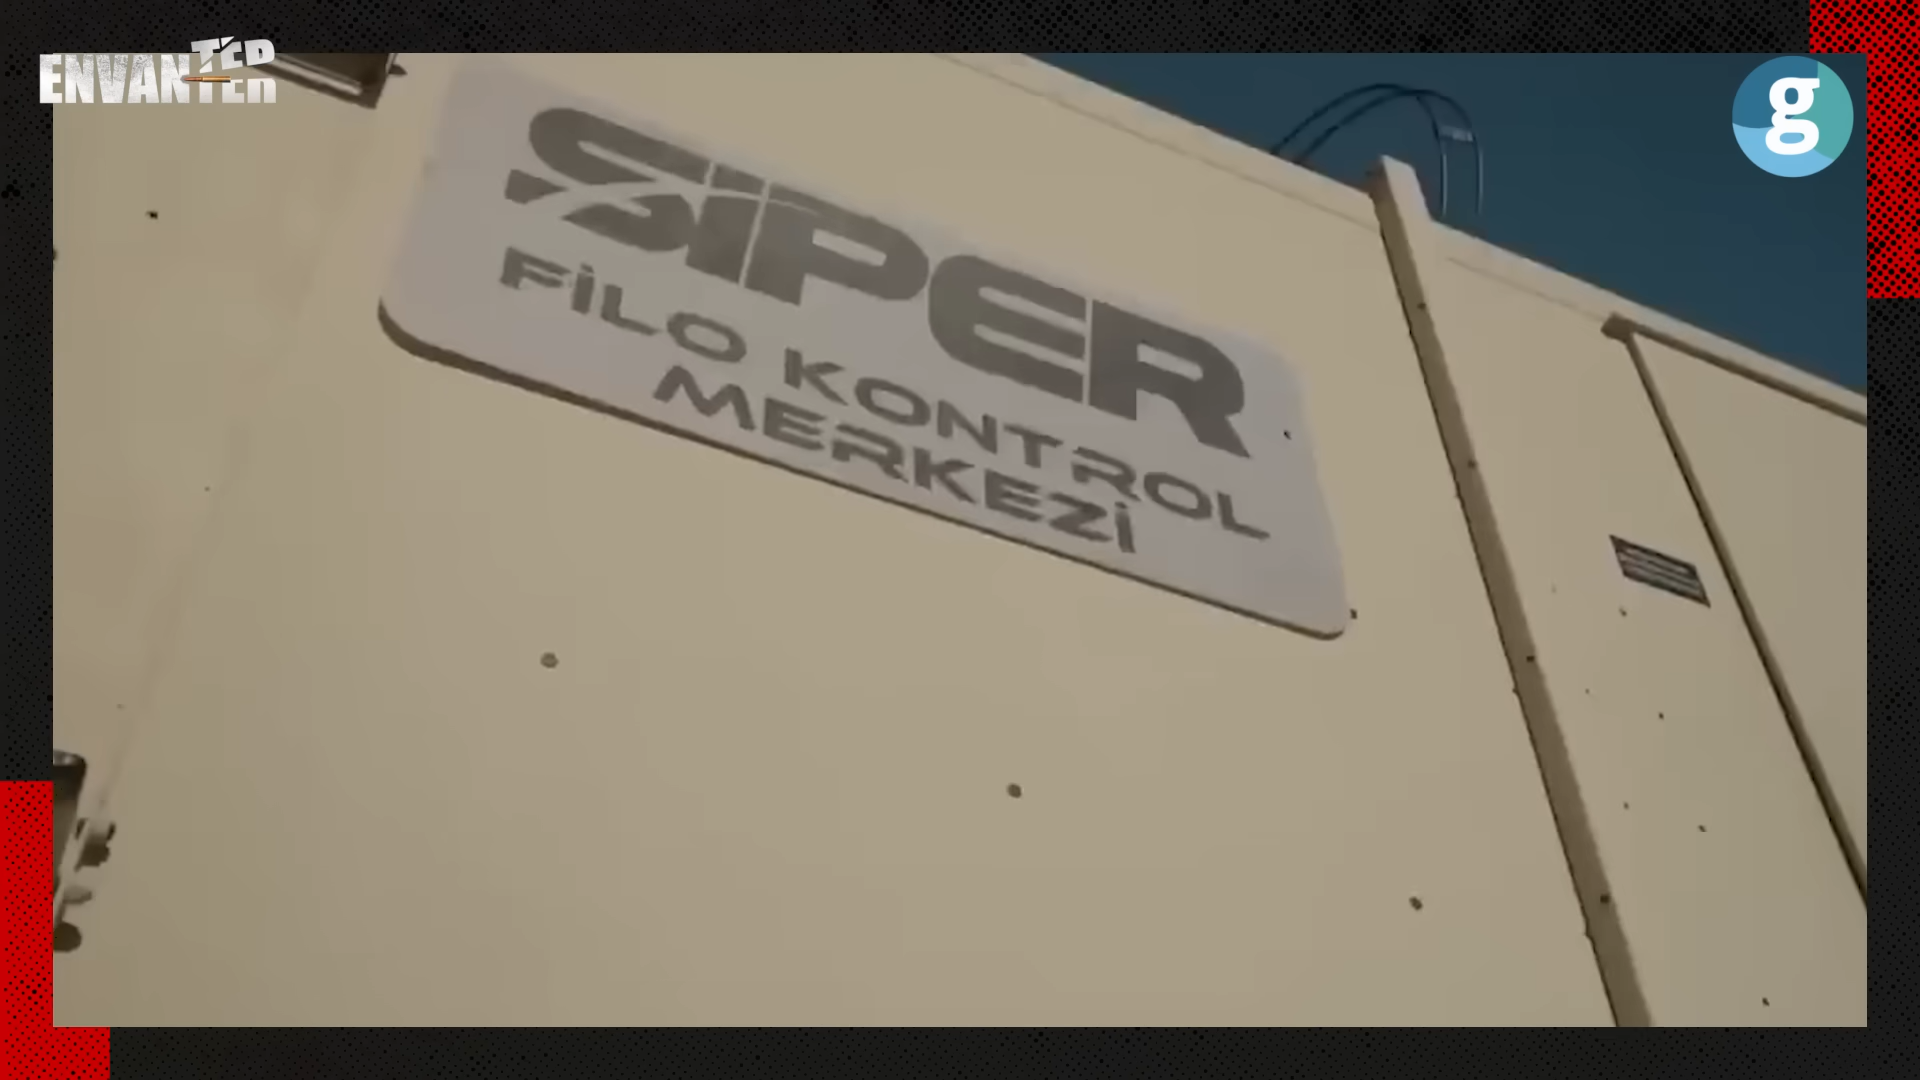 ENVANTER
g
SİPER
FİLO KONTROL
MERKEZİ